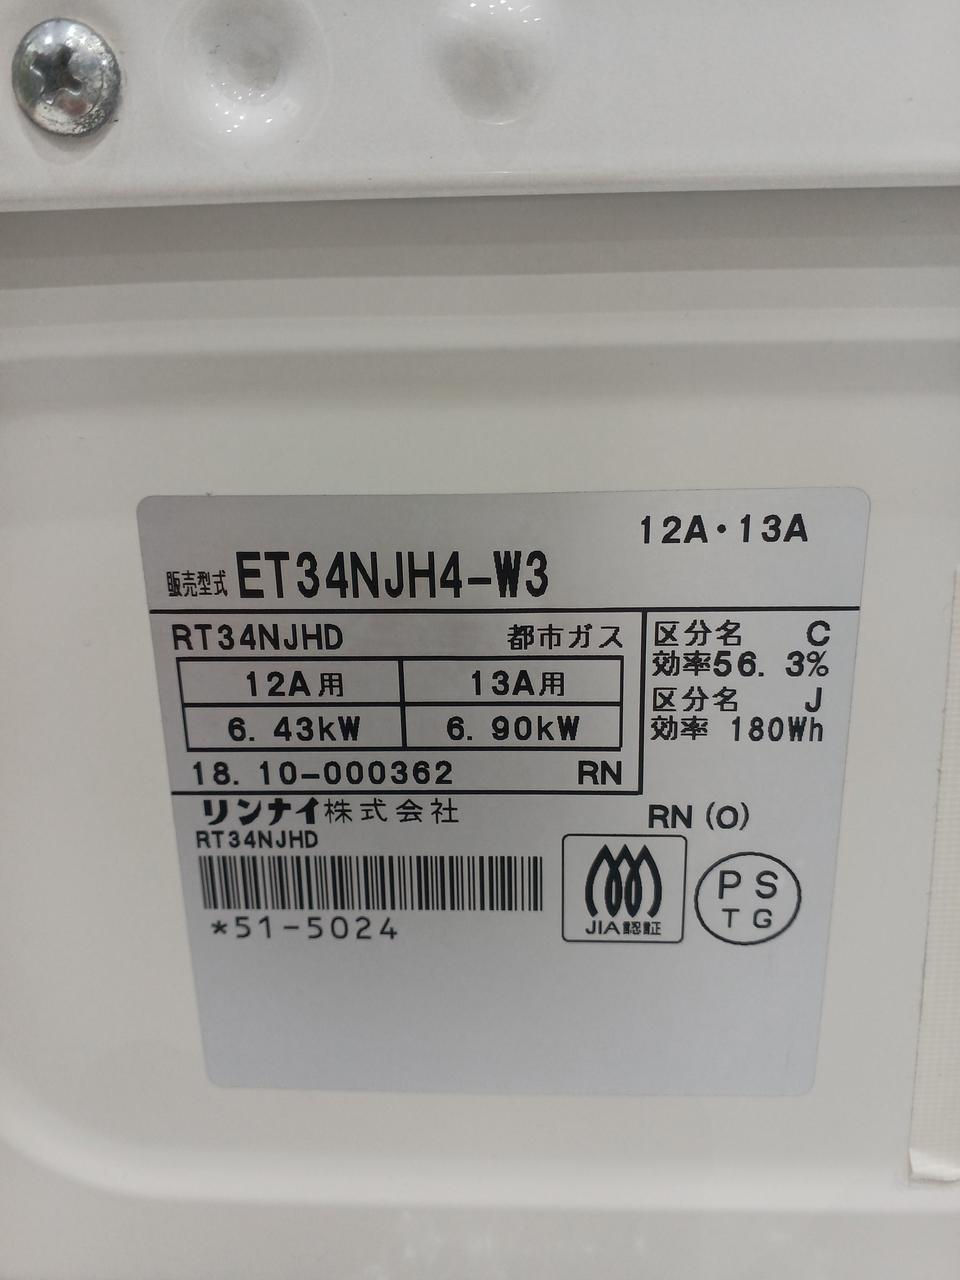 12A・13A
販売型式 ET34NJH4-W3
RT34NJHD 都市ガス
12A用 13A用
6.43kW 6.90kW
18.10-000362 RN
区分名 C
効率56.3%
区分名 J
効率 180Wh
リンナイ株式会社
RN (O)
RT34NJHD
*51-5024
JIA認証
PS
TG